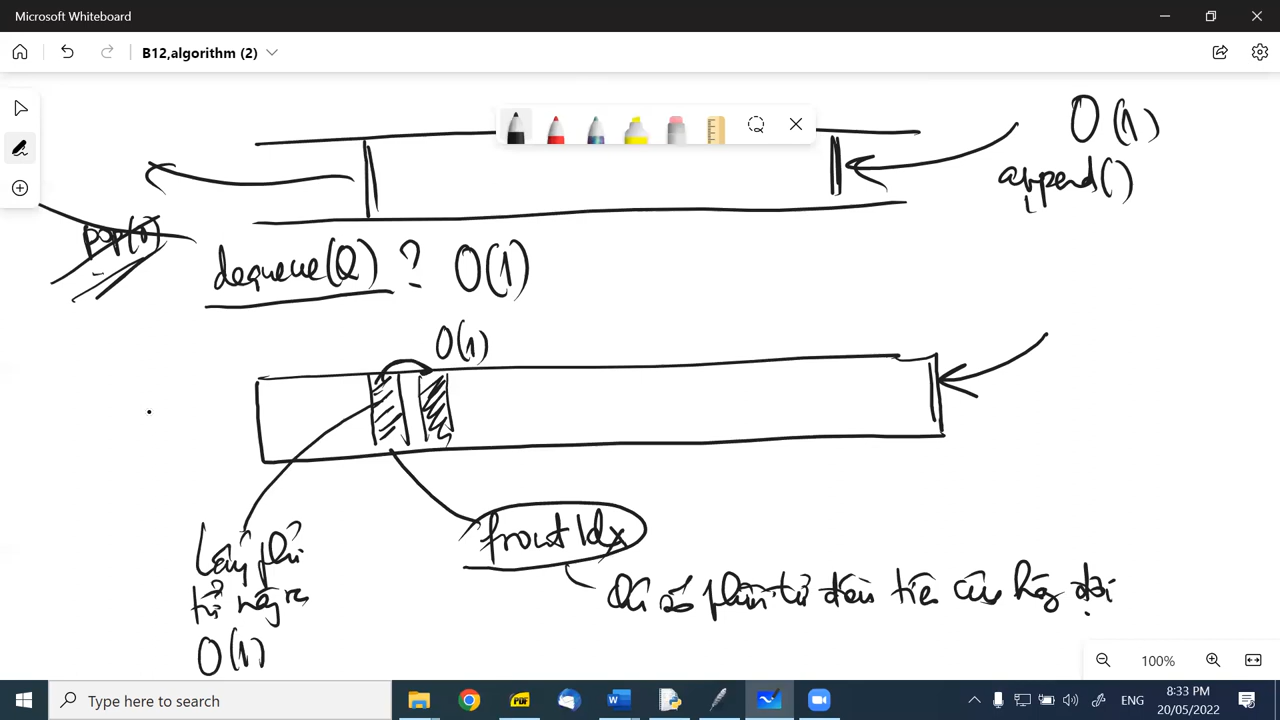 Microsoft Whiteboard
B12,algorithm (2)
O(1)
append()
pop(0)
dequeue(Q) ? O(1)
O(1)
frontIdx
Lấy phần
tử này ra
O(1)
Chỉ số phần tử đầu tiên của hàng đợi
100%
Type here to search
PDF
ENG
8:33 PM
20/05/2022